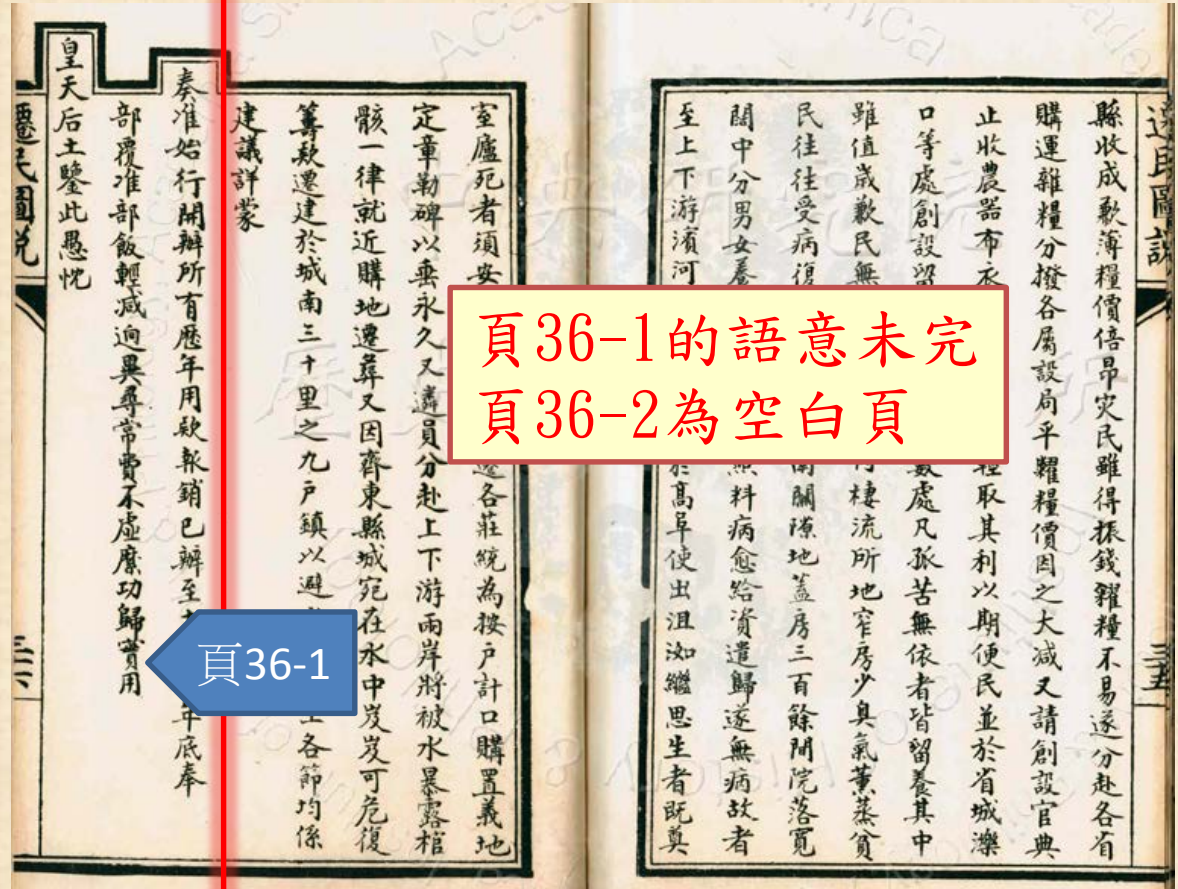 遷民圖說
三五
縣收成歉薄糧價倍昂灾民雖得振錢糴糧不易遂分赴各省
購運雜糧分撥各屬設局平糶糧價因之大减又請創設官典
止收農器布衣輕取其利以期便民並於省城濼
口等處創設留數處凡孤苦無依者皆留養其中
雖值歲歉民無棲流所地窄房少臭氣薰蒸貧
民往往受病復南關隙地蓋房三百餘間院落寬
闊中分男女養照料病愈給資遣歸遂無病故者
至上下游濱河於高阜使出沮洳繼思生者既奠
室廬死者須安遷各莊統為按戶計口購置義地
定章勒碑以垂永久又遴員分赴上下游兩岸將被水暴露棺
骸一律就近購地遷葬又因齊東縣城宛在水中岌岌可危復
籌款遷建於城南三十里之九戶鎮以避各節均係
建議詳蒙
奏准始行開辦所有歷年用款報銷已辦至年底奉
部覆准部飯輕减逈異尋常費不虛縻功歸實用
皇天后土鑒此愚忱
遷民圖說
三六
頁36-1的語意未完
頁36-2為空白頁
頁36-1